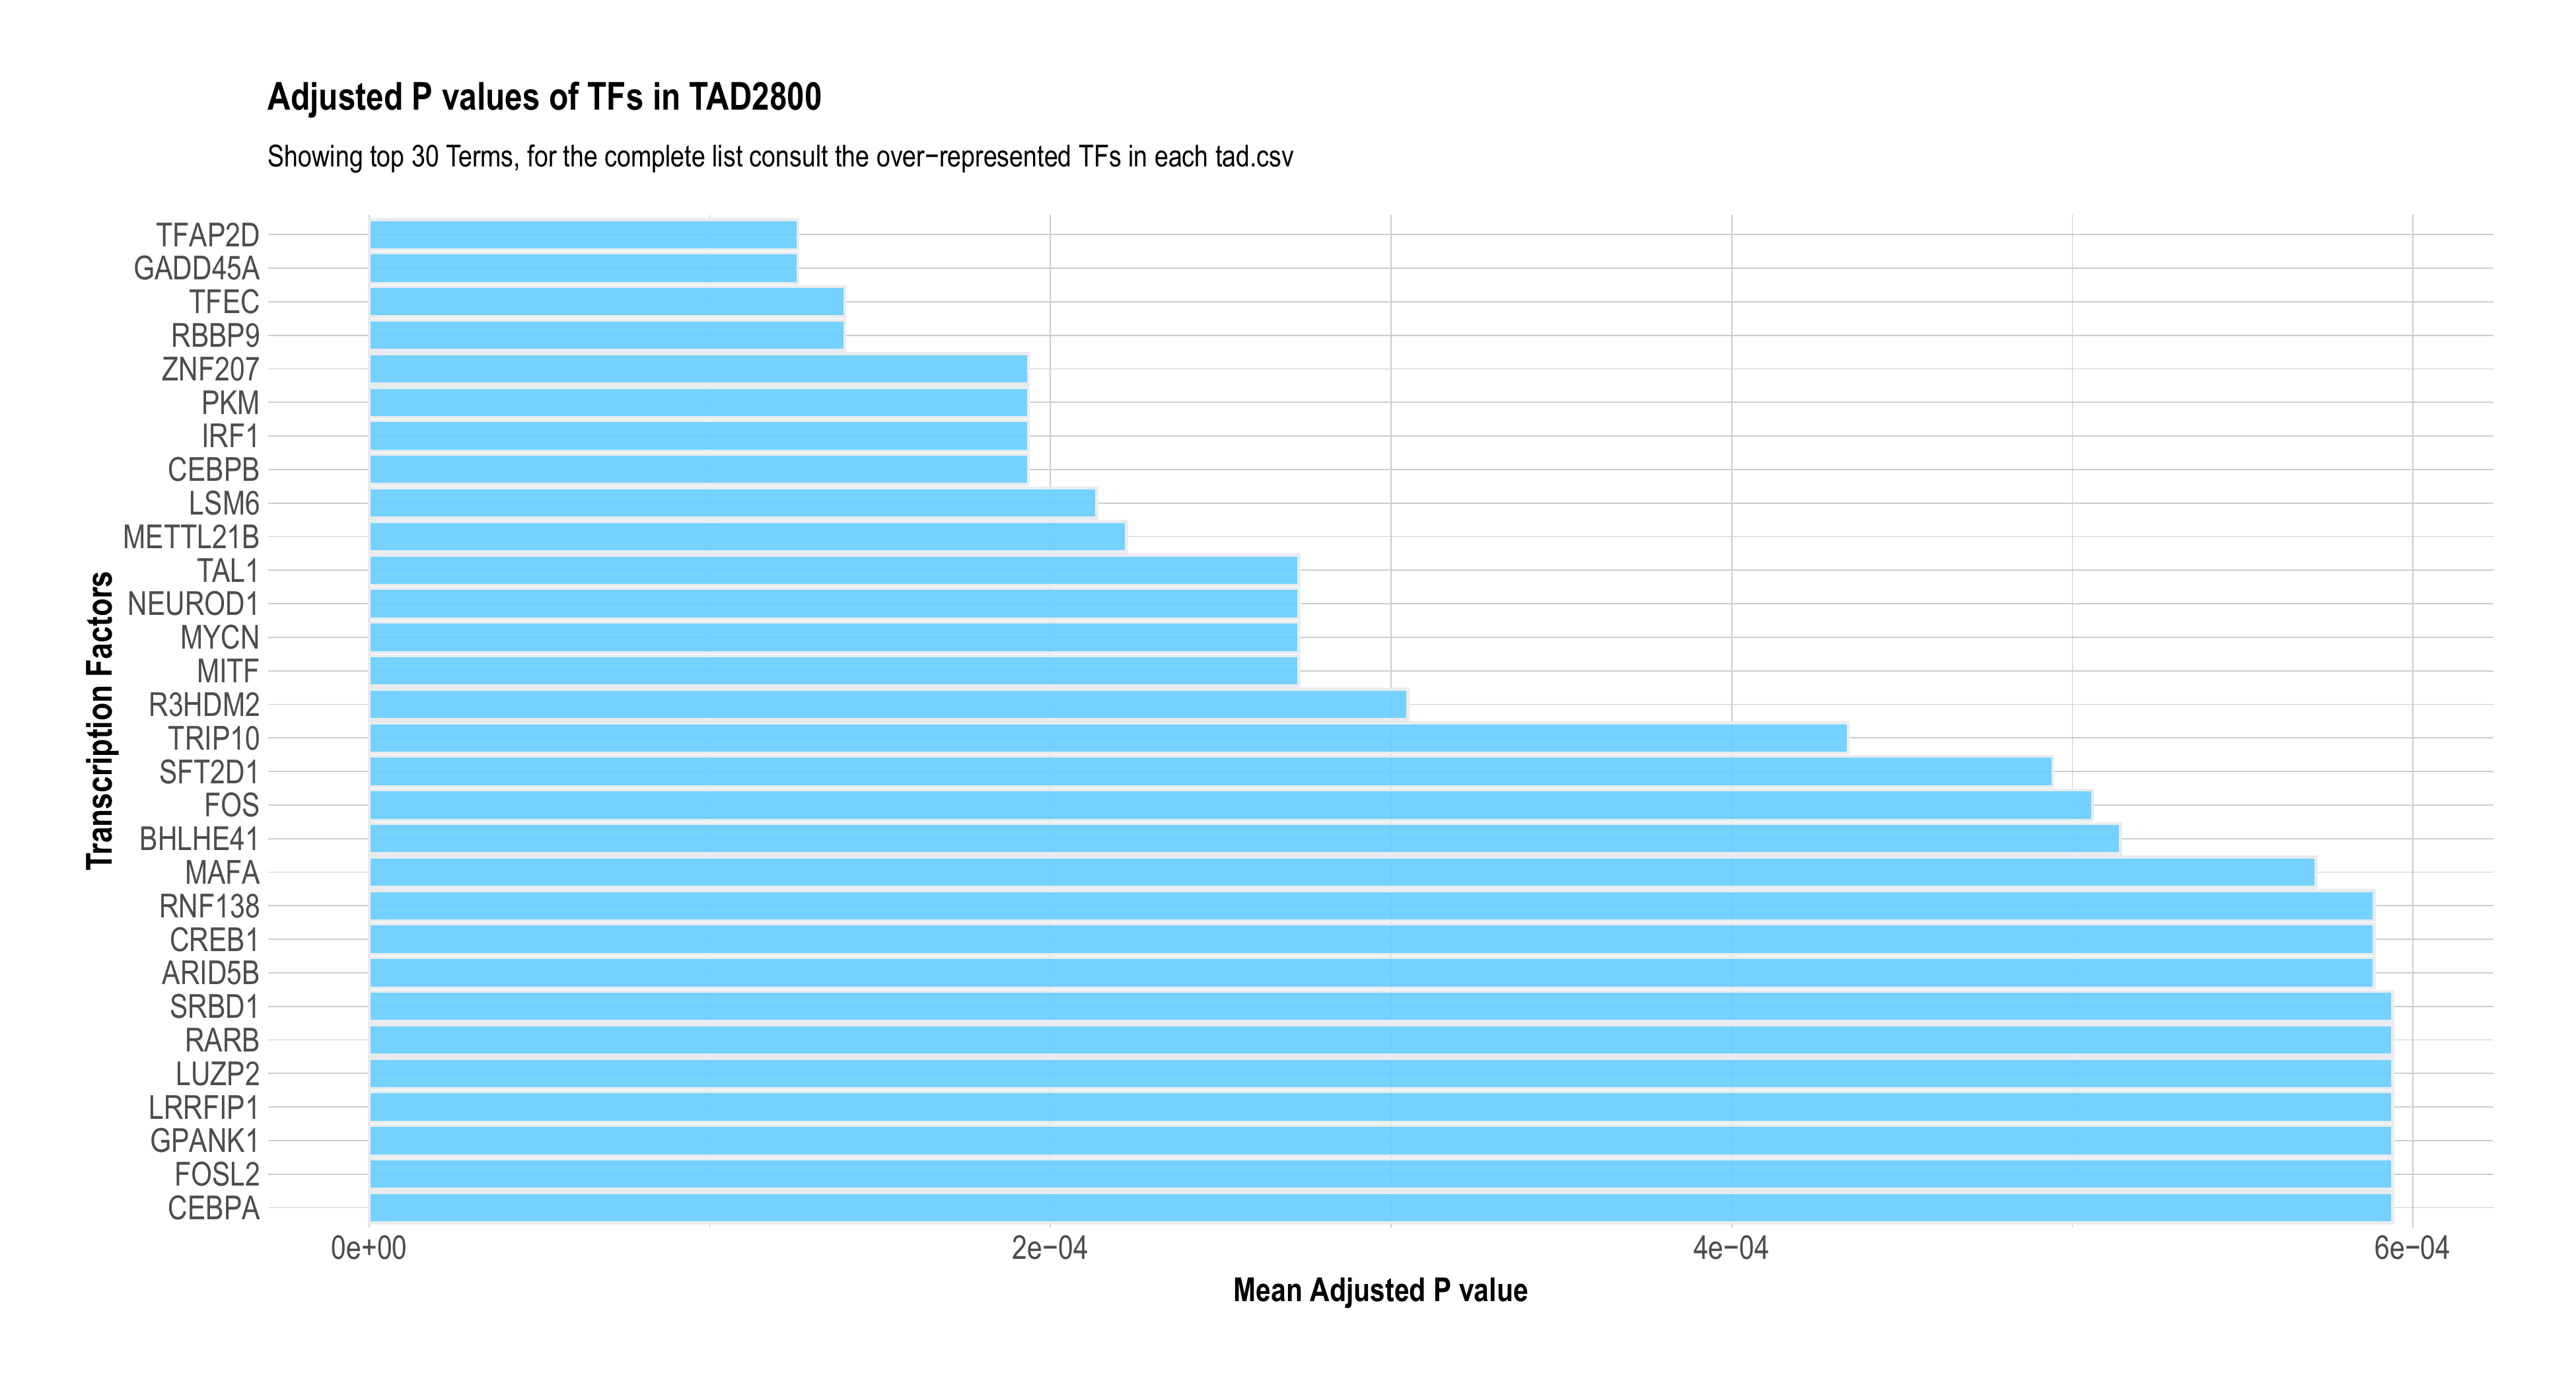 Adjusted P values of TFs in TAD2800
Showing top 30 Terms, for the complete list consult the over−represented TFs in each tad.csv
Transcription Factors
TFAP2D
GADD45A
TFEC
RBBP9
ZNF207
PKM
IRF1
CEBPB
LSM6
METTL21B
TAL1
NEUROD1
MYCN
MITF
R3HDM2
TRIP10
SFT2D1
FOS
BHLHE41
MAFA
RNF138
CREB1
ARID5B
SRBD1
RARB
LUZP2
LRRFIP1
GPANK1
FOSL2
CEBPA
0e+00 2e−04 4e−04 6e−04
Mean Adjusted P value